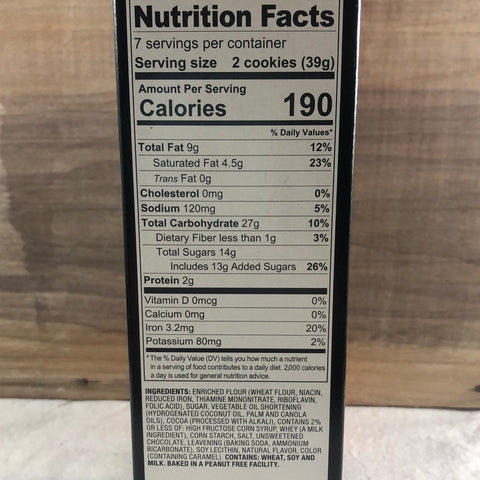 Nutrition Facts
7 servings per container
Serving size 2 cookies (39g)
Amount Per Serving
Calories 190
% Daily Values*
Total Fat 9g 12%
Saturated Fat 4.5g 23%
Trans Fat 0g
Cholesterol 0mg 0%
Sodium 120mg 5%
Total Carbohydrate 27g 10%
Dietary Fiber less than 1g 3%
Total Sugars 14g
Includes 13g Added Sugars 26%
Protein 2g
Vitamin D 0mcg 0%
Calcium 0mg 0%
Iron 3.2mg 20%
Potassium 80mg 2%
*The % Daily Value (DV) tells you how much a nutrient
in a serving of food contributes to a daily diet. 2,000 calories
a day is used for general nutrition advice.
INGREDIENTS: ENRICHED FLOUR (WHEAT FLOUR, NIACIN,
REDUCED IRON, THIAMINE MONONITRATE, RIBOFLAVIN,
FOLIC ACID), SUGAR, VEGETABLE OIL SHORTENING
(HYDROGENATED COCONUT OIL, PALM AND CANOLA
OILS), COCOA (PROCESSED WITH ALKALI), CONTAINS 2%
OR LESS OF: HIGH FRUCTOSE CORN SYRUP, WHEY (A MILK
INGREDIENT), CORN STARCH, SALT, UNSWEETENED
CHOCOLATE, LEAVENING (BAKING SODA, AMMONIUM
BICARBONATE), SOY LECITHIN, NATURAL FLAVOR, COLOR
(CONTAINING CARAMEL). CONTAINS: WHEAT, SOY AND
MILK. BAKED IN A PEANUT FREE FACILITY.